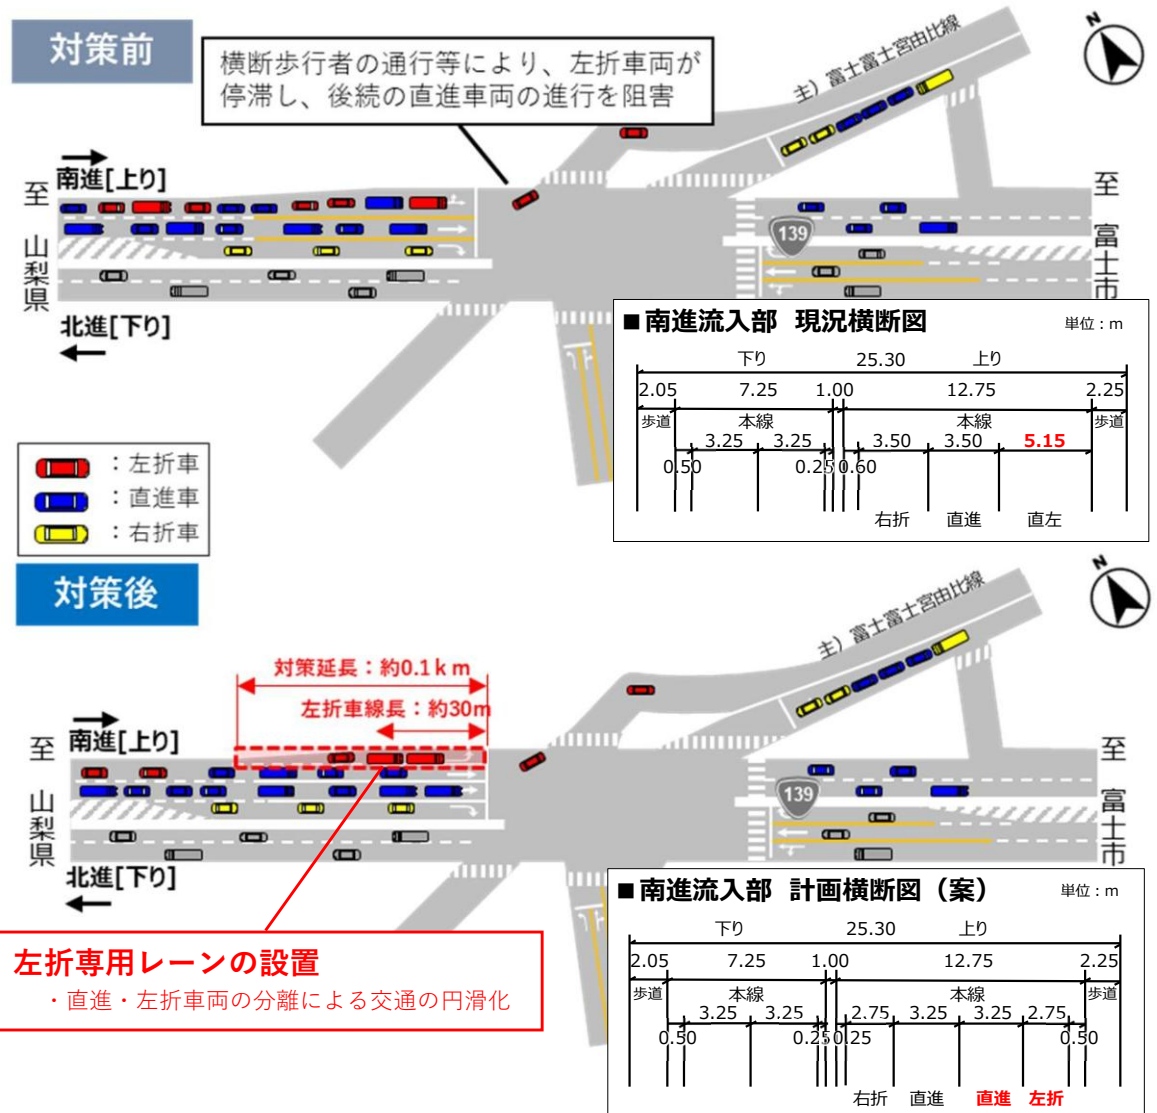 対策前
横断歩行者の通行等により、左折車両が
停滞し、後続の直進車両の進行を阻害
主）富士富士宮由比線
N
南進[上り]
至 山梨県
北進[下り]
139
至 富士市
：左折車
：直進車
：右折車
■南進流入部 現況横断図 単位：m
下り 25.30 上り
2.05 7.25 1.00 12.75 2.25
歩道 本線 本線 歩道
3.25 3.25 3.50 3.50 5.15
0.50 0.25 0.60
右折 直進 直左
対策後
主）富士富士宮由比線
N
対策延長：約0.1km
左折車線長：約30m
南進[上り]
至 山梨県
北進[下り]
139
至 富士市
左折専用レーンの設置
・直進・左折車両の分離による交通の円滑化
■南進流入部 計画横断図（案） 単位：m
下り 25.30 上り
2.05 7.25 1.00 12.75 2.25
歩道 本線 本線 歩道
3.25 3.25 2.75 3.25 3.25 2.75
0.50 0.25 0.25 0.50
右折 直進 直進 左折